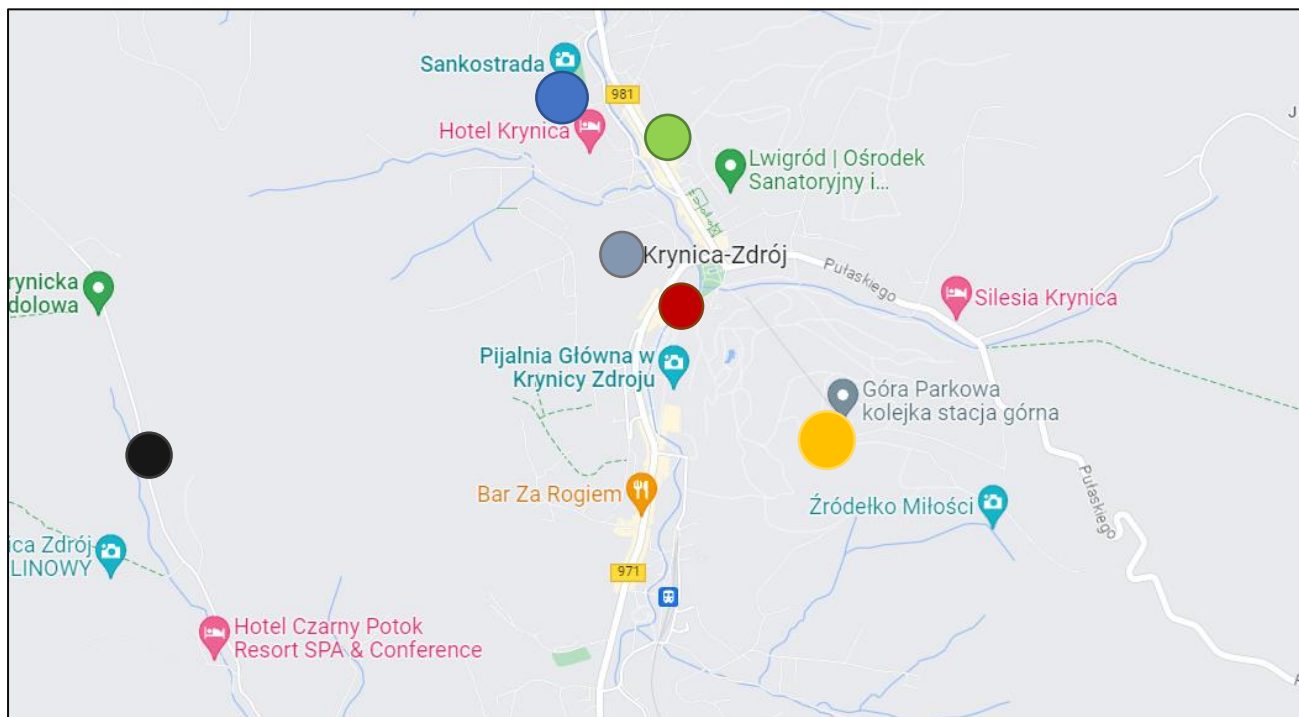 Sankostrada
981
Hotel Krynica
J
Lwigród | Ośrodek
Sanatoryjny i...
Krynica-Zdrój
Pułaskiego
rynicka
dolowa
Silesia Krynica
Pijalnia Główna w
Krynicy Zdroju
Góra Parkowa
kolejka stacja górna
Bar Za Rogiem
Źródełko Miłości
Pułaskiego
ica Zdrój
LINOWY
971
Hotel Czarny Potok
Resort SPA & Conference